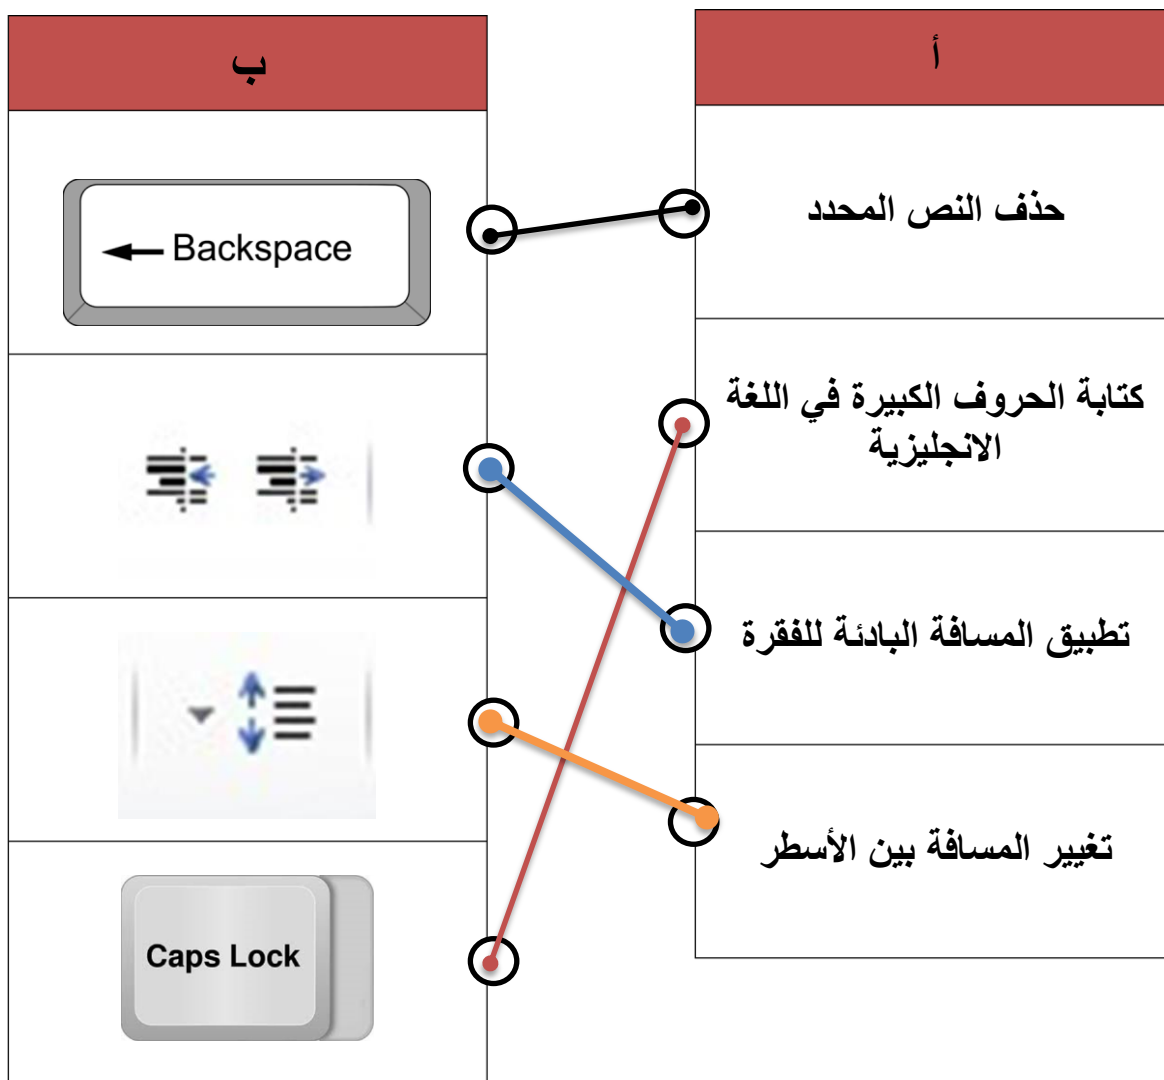 أ
حذف النص المحدد
كتابة الحروف الكبيرة في اللغة
الانجليزية
تطبيق المسافة البادئة للفقرة
تغيير المسافة بين الأسطر
ب
Backspace
Caps Lock